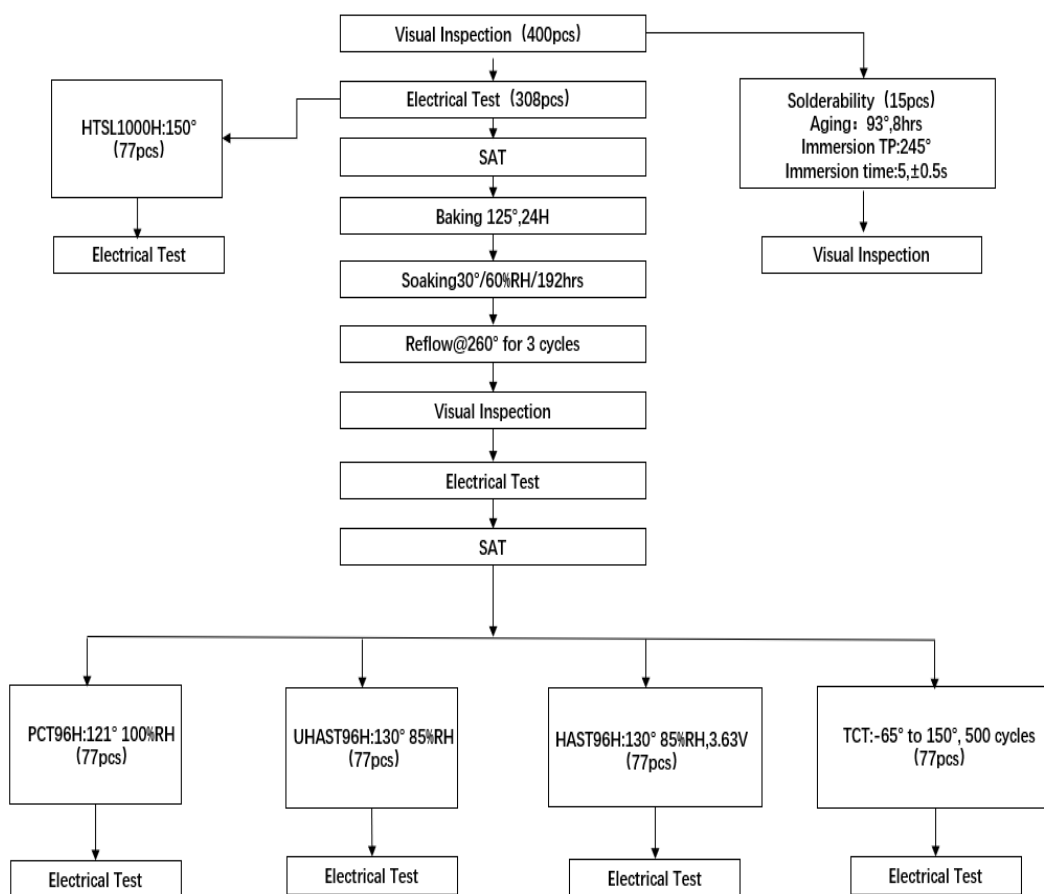 Visual Inspection (400pcs)
Electrical Test (308pcs)
HTSL1000H:150°
(77pcs)
Electrical Test
Solderability (15pcs)
Aging: 93°,8hrs
Immersion TP:245°
Immersion time:5,±0.5s
Visual Inspection
SAT
Baking 125°,24H
Soaking30°/60%RH/192hrs
Reflow@260° for 3 cycles
Visual Inspection
Electrical Test
SAT
PCT96H:121° 100%RH
(77pcs)
UHAST96H:130° 85%RH
(77pcs)
HAST96H:130° 85%RH,3.63V
(77pcs)
TCT:-65° to 150°, 500 cycles
(77pcs)
Electrical Test
Electrical Test
Electrical Test
Electrical Test